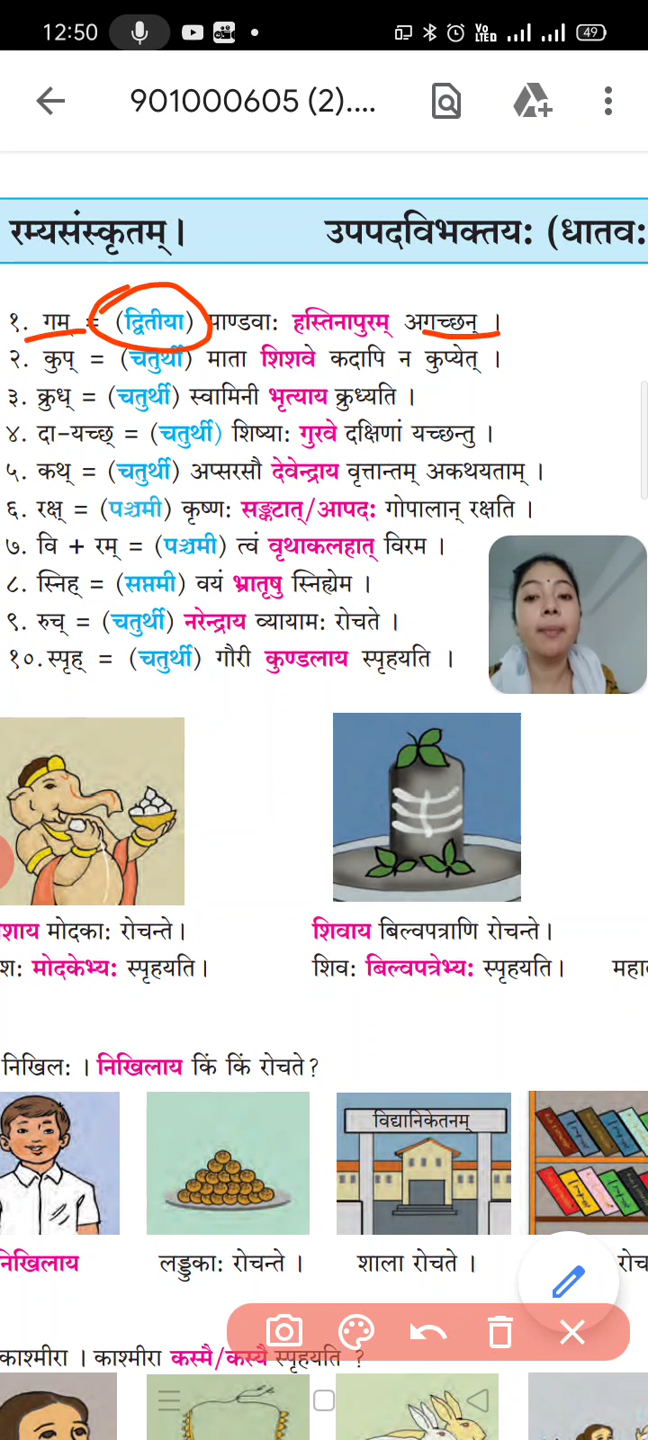 12:50
VoLTED 49
901000605 (2)....
रम्यसंस्कृतम्। उपपदविभक्तय: (धातव:
१. गम् = (द्वितीया) पाण्डवा: हस्तिनापुरम् अगच्छन् ।
२. कुप् = (चतुर्थी) माता शिशवे कदापि न कुप्येत् ।
३. क्रुध् = (चतुर्थी) स्वामिनी भृत्याय क्रुध्यति ।
४. दा-यच्छ् = (चतुर्थी) शिष्या: गुरवे दक्षिणां यच्छन्तु ।
५. कथ् = (चतुर्थी) अप्सरसौ देवेन्द्राय वृत्तान्तम् अकथयताम् ।
६. रक्ष् = (पञ्चमी) कृष्ण: सङ्कटात्/आपद: गोपालान् रक्षति ।
७. वि + रम् = (पञ्चमी) त्वं वृथाकलहात् विरम ।
८. स्निह् = (सप्तमी) वयं भ्रातृषु स्निह्येम ।
९. रुच् = (चतुर्थी) नरेन्द्राय व्यायाम: रोचते ।
१०. स्पृह् = (चतुर्थी) गौरी कुण्डलाय स्पृहयति ।
शाय मोदका: रोचन्ते। शिवाय बिल्वपत्राणि रोचन्ते।
श: मोदकेभ्य: स्पृहयति। शिव: बिल्वपत्रेभ्य: स्पृहयति। महा
निखिल: । निखिलाय किं किं रोचते?
विद्यानिकेतनम्
निखिलाय लड्डुका: रोचन्ते । शाला रोचते । रोच
काश्मीरा । काश्मीरा कस्मै/कस्यै स्पृहयति ?